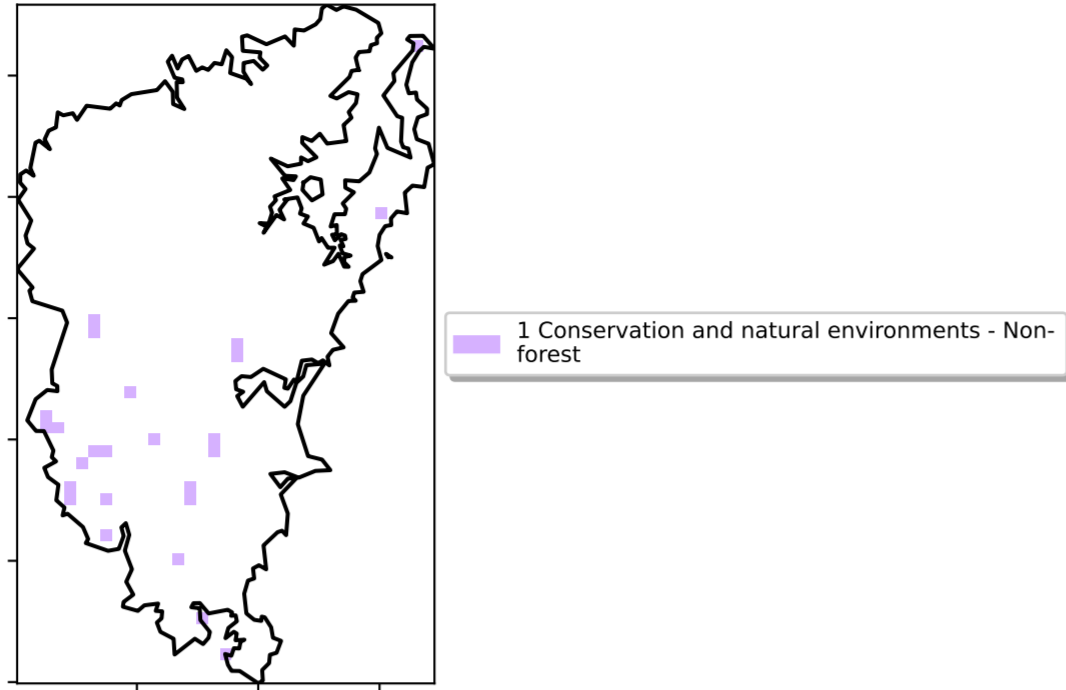 1 Conservation and natural environments - Non-
forest